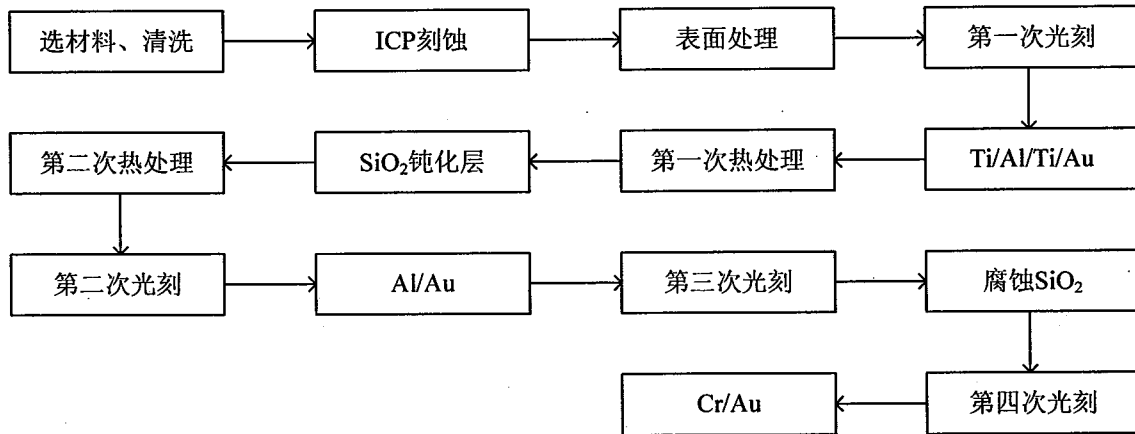 选材料、清洗
ICP刻蚀
表面处理
第一次光刻
Ti/Al/Ti/Au
第一次热处理
SiO₂钝化层
第二次热处理
第二次光刻
Al/Au
第三次光刻
腐蚀SiO₂
第四次光刻
Cr/Au